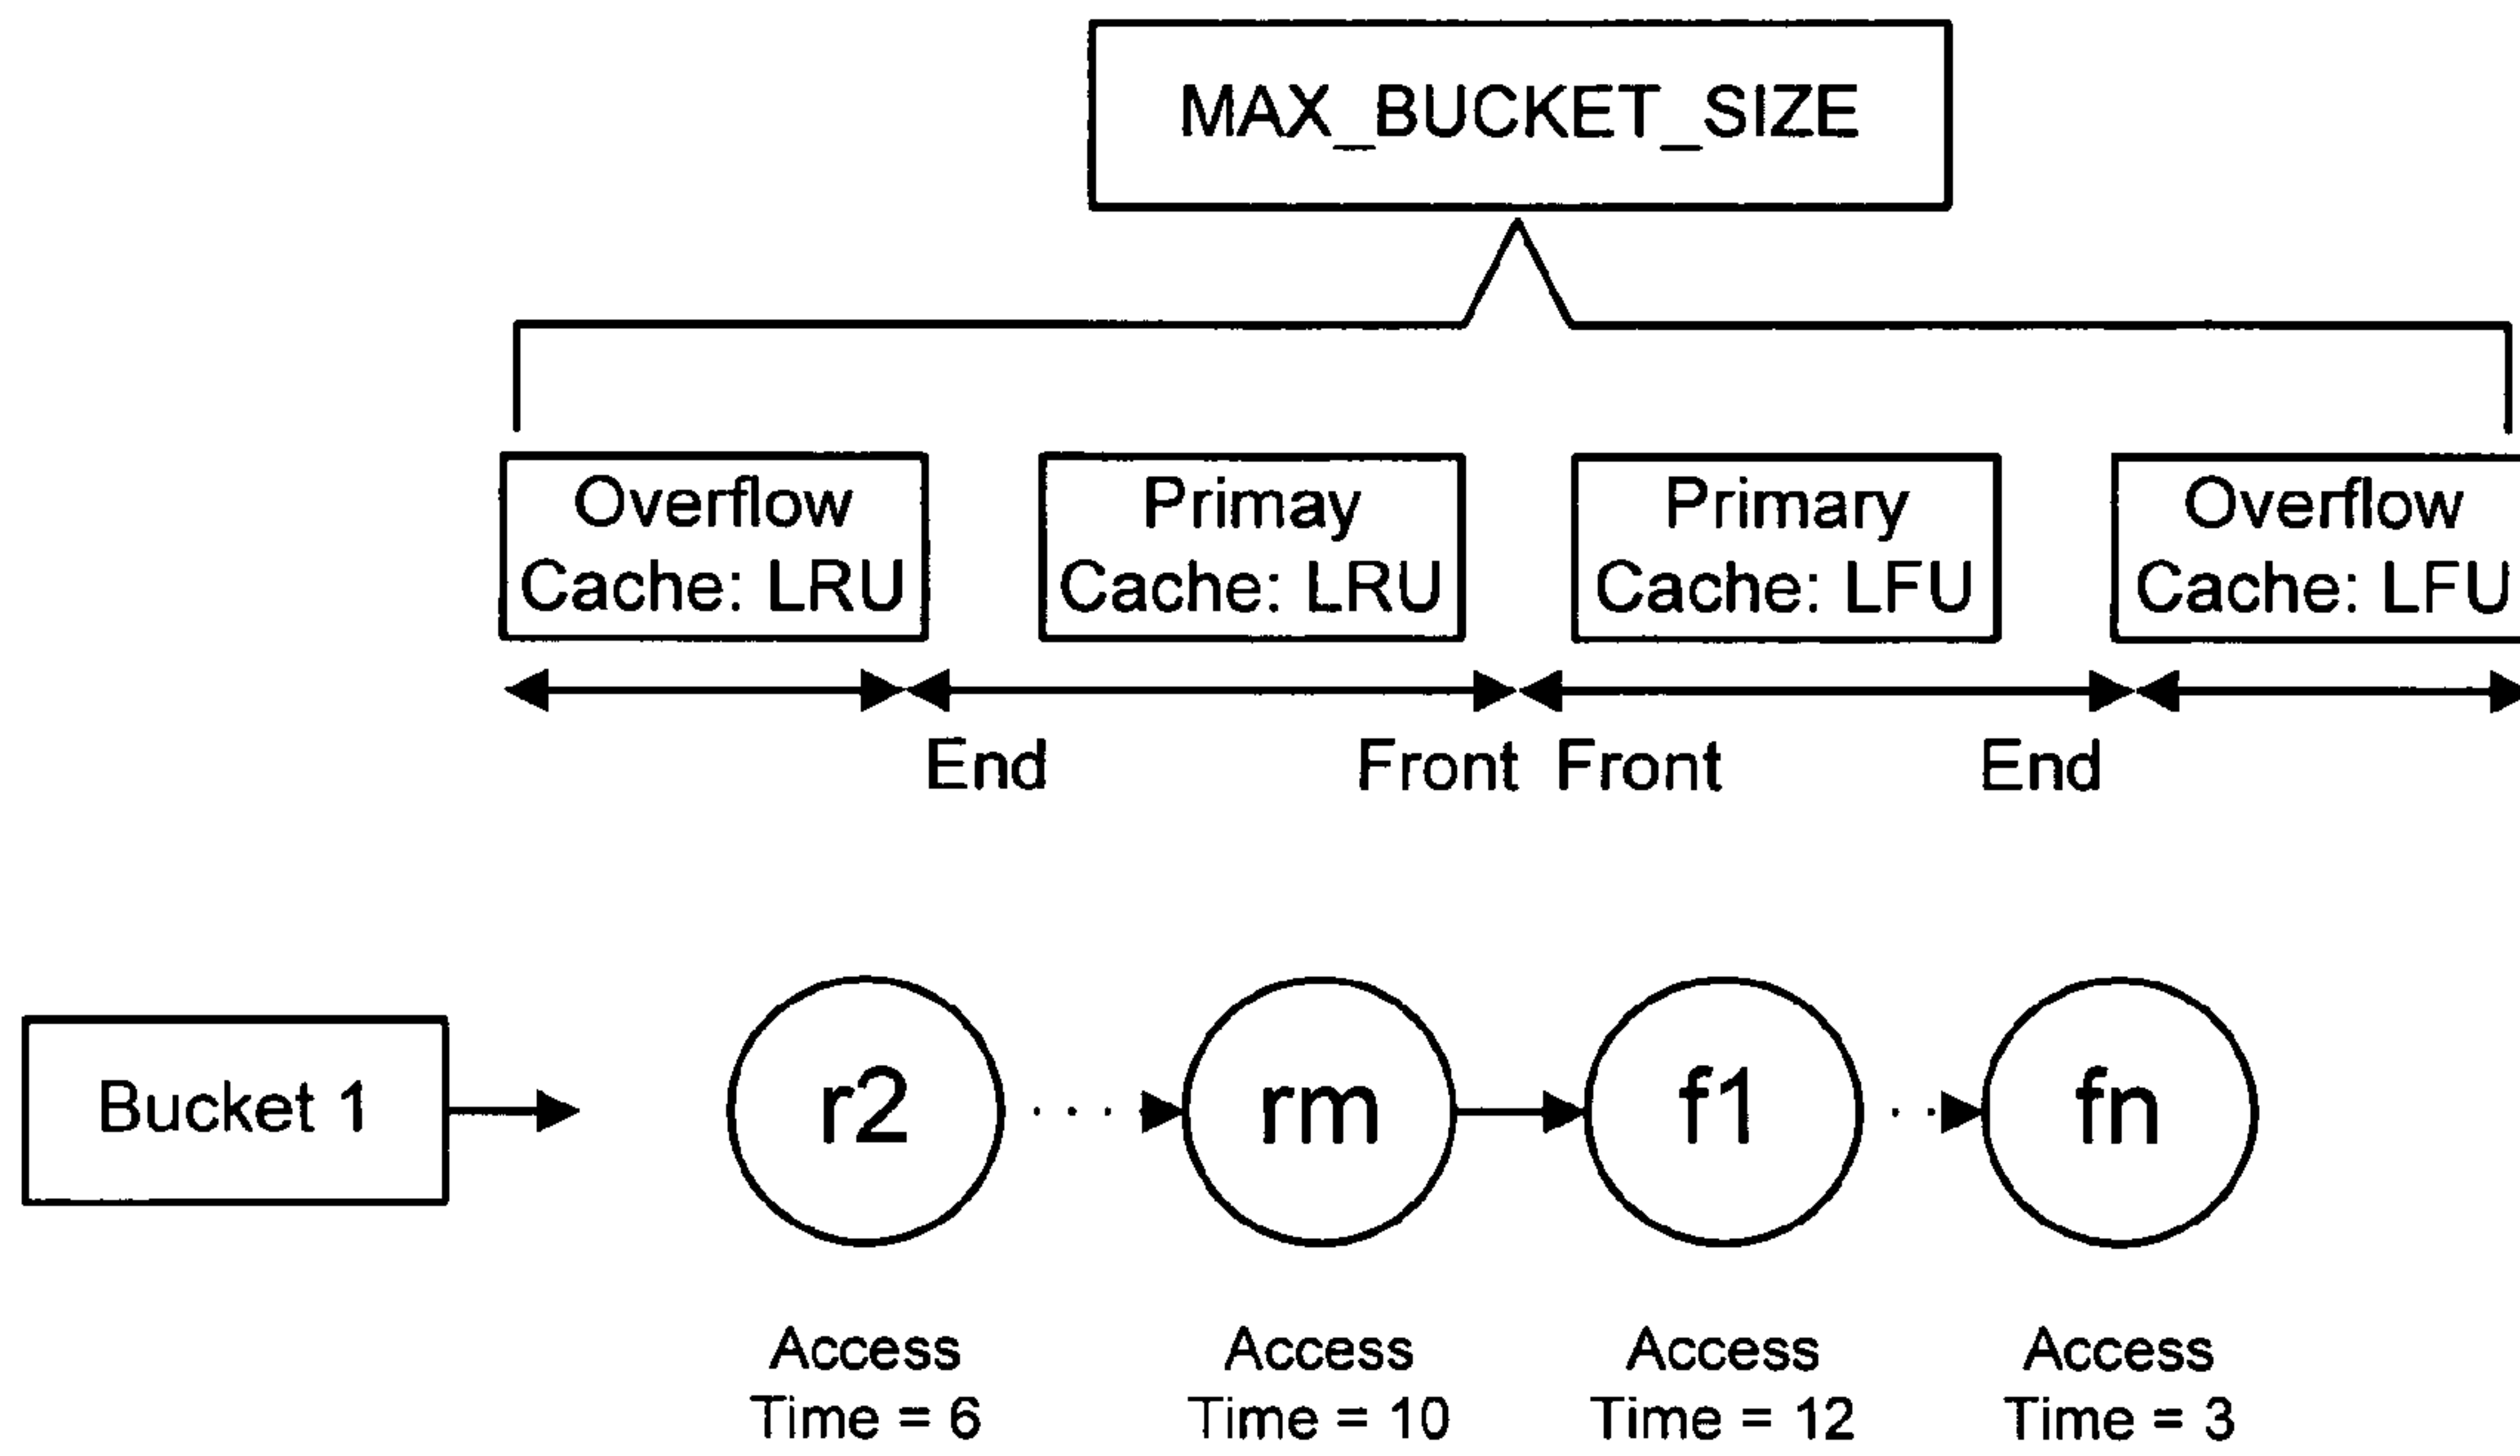 MAX_BUCKET_SIZE
Overflow
Cache: LRU
Primay
Cache: LRU
Primary
Cache: LFU
Overflow
Cache: LFU
End
Front
Front
End
Bucket 1
r2
rm
f1
fn
Access
Time = 6
Access
Time = 10
Access
Time = 12
Access
Time = 3